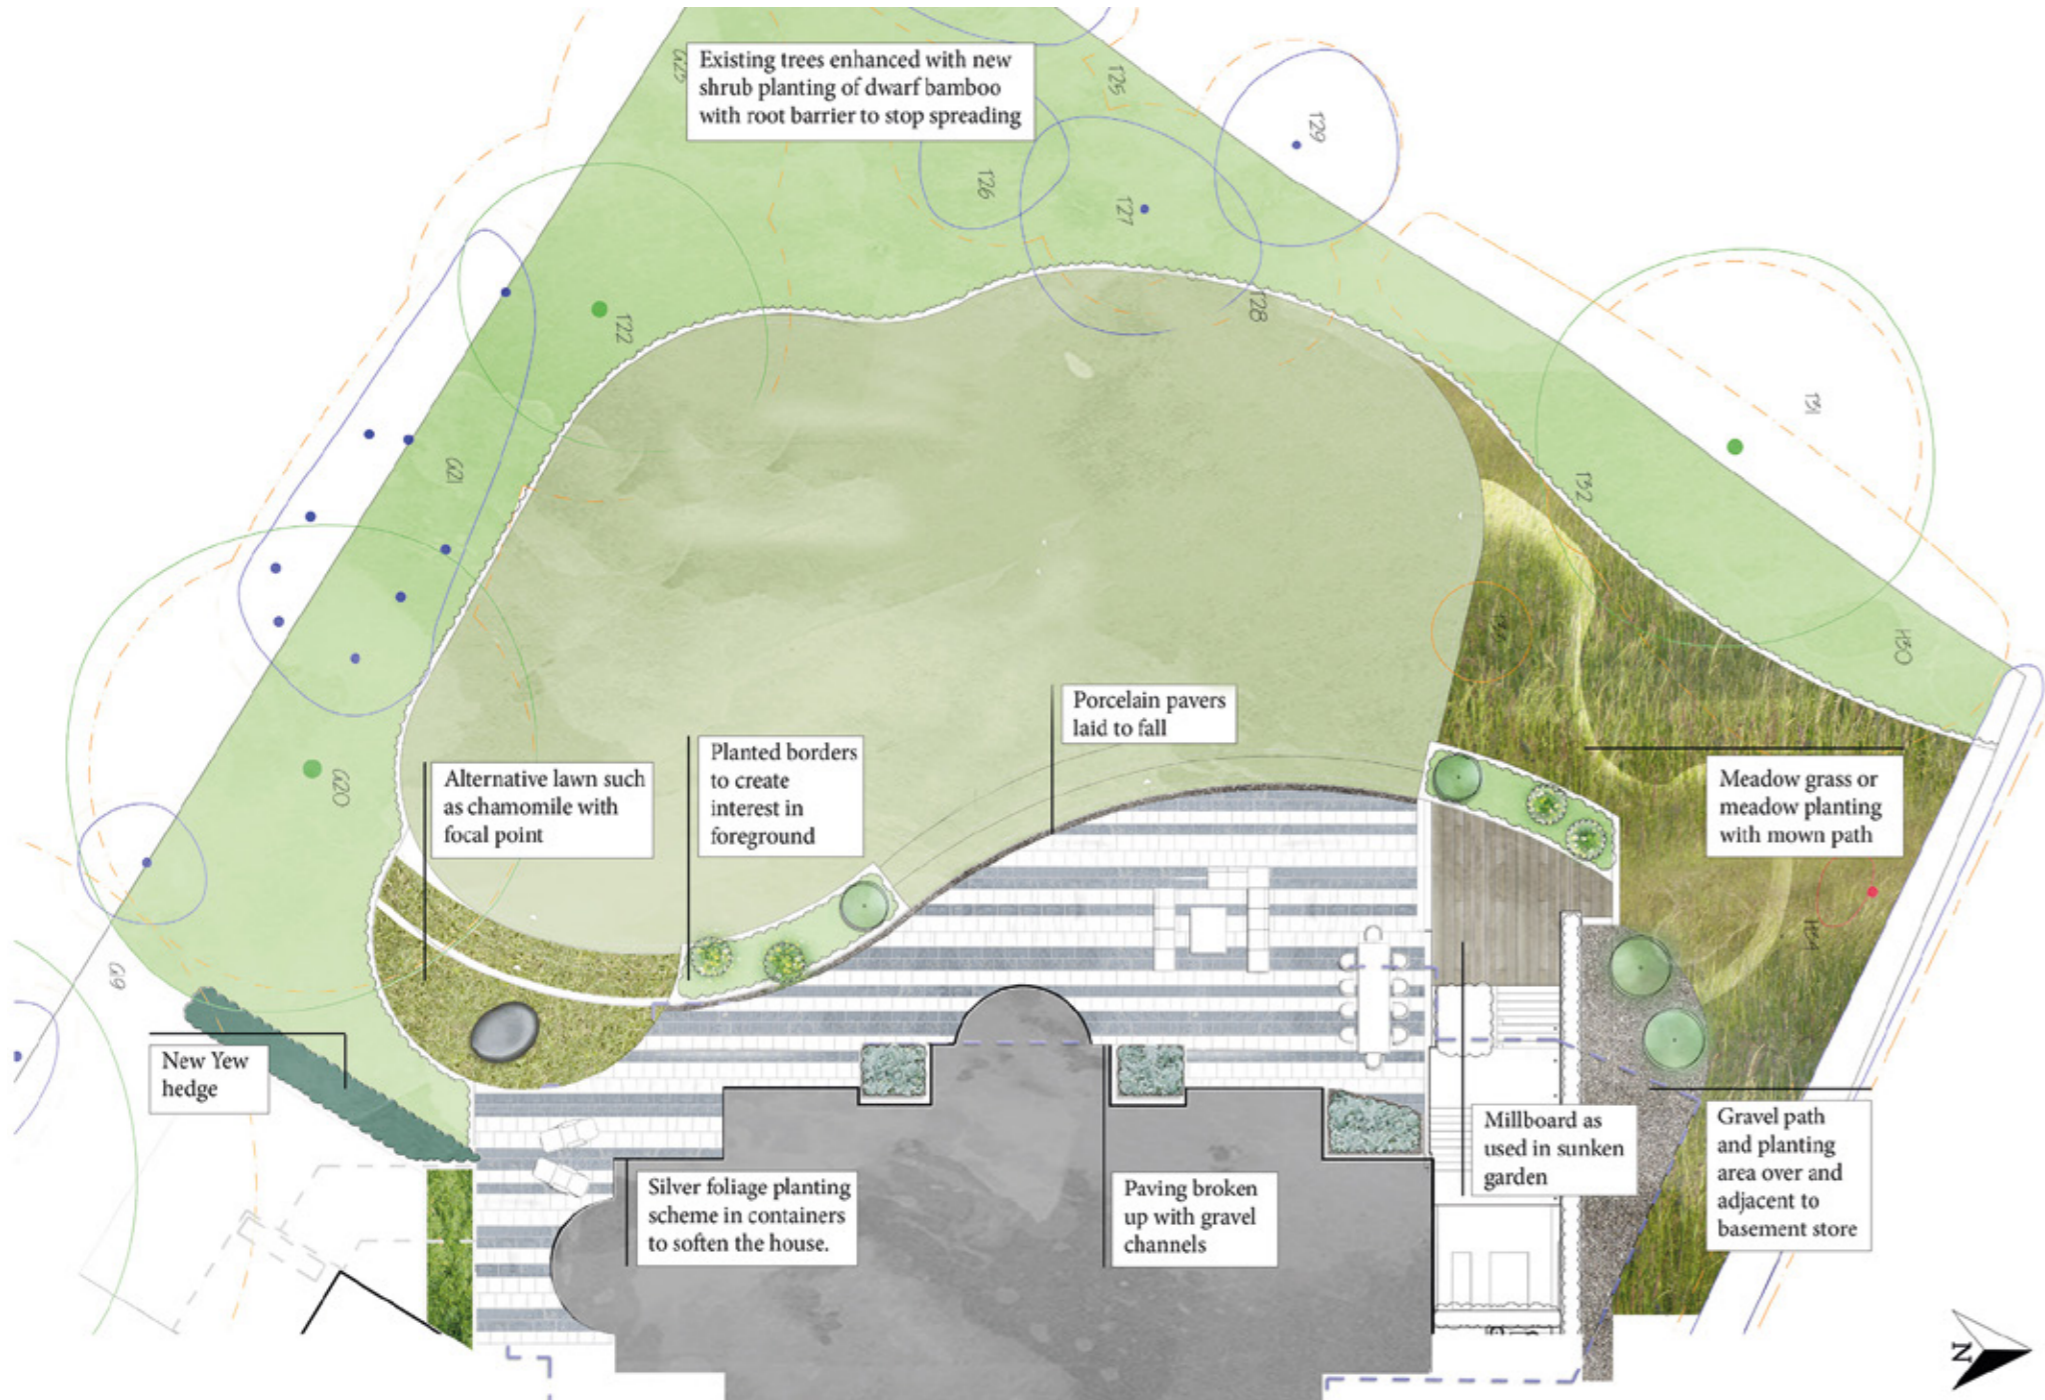 Existing trees enhanced with new
shrub planting of dwarf bamboo
with root barrier to stop spreading
T25
T29
T26
T27
T28
T22
T31
G21
T32
H30
Porcelain pavers
laid to fall
Planted borders
to create
interest in
foreground
Alternative lawn such
as chamomile with
focal point
G20
Meadow grass or
meadow planting
with mown path
G19
New Yew
hedge
Silver foliage planting
scheme in containers
to soften the house.
Paving broken
up with gravel
channels
Millboard as
used in sunken
garden
Gravel path
and planting
area over and
adjacent to
basement store
N